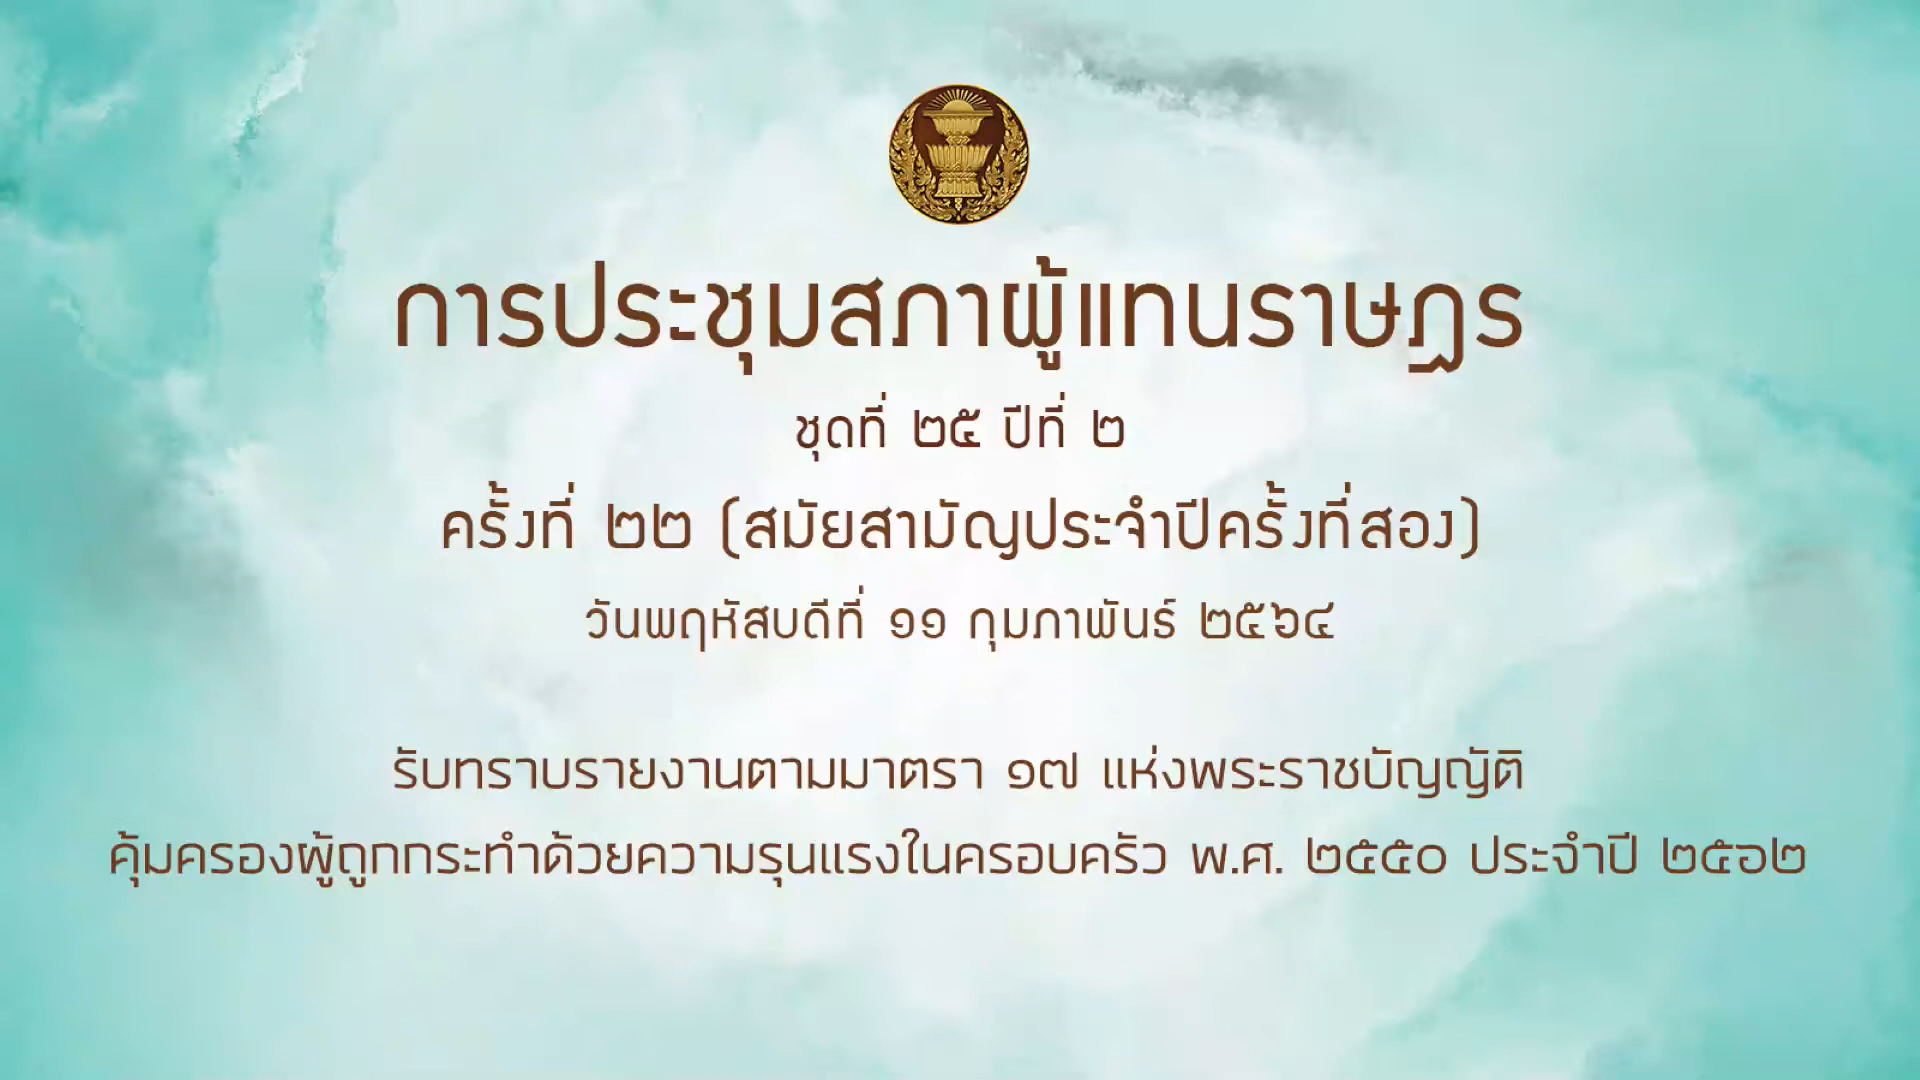 การประชุมสภาผู้แทนราษฎร
ชุดที่ ๒๕ ปีที่ ๒
ครั้งที่ ๒๒ (สมัยสามัญประจำปีครั้งที่สอง)
วันพฤหัสบดีที่ ๑๑ กุมภาพันธ์ ๒๕๖๔
รับทราบรายงานตามมาตรา ๑๗ แห่งพระราชบัญญัติ
คุ้มครองผู้ถูกกระทำด้วยความรุนแรงในครอบครัว พ.ศ. ๒๕๕๐ ประจำปี ๒๕๖๒